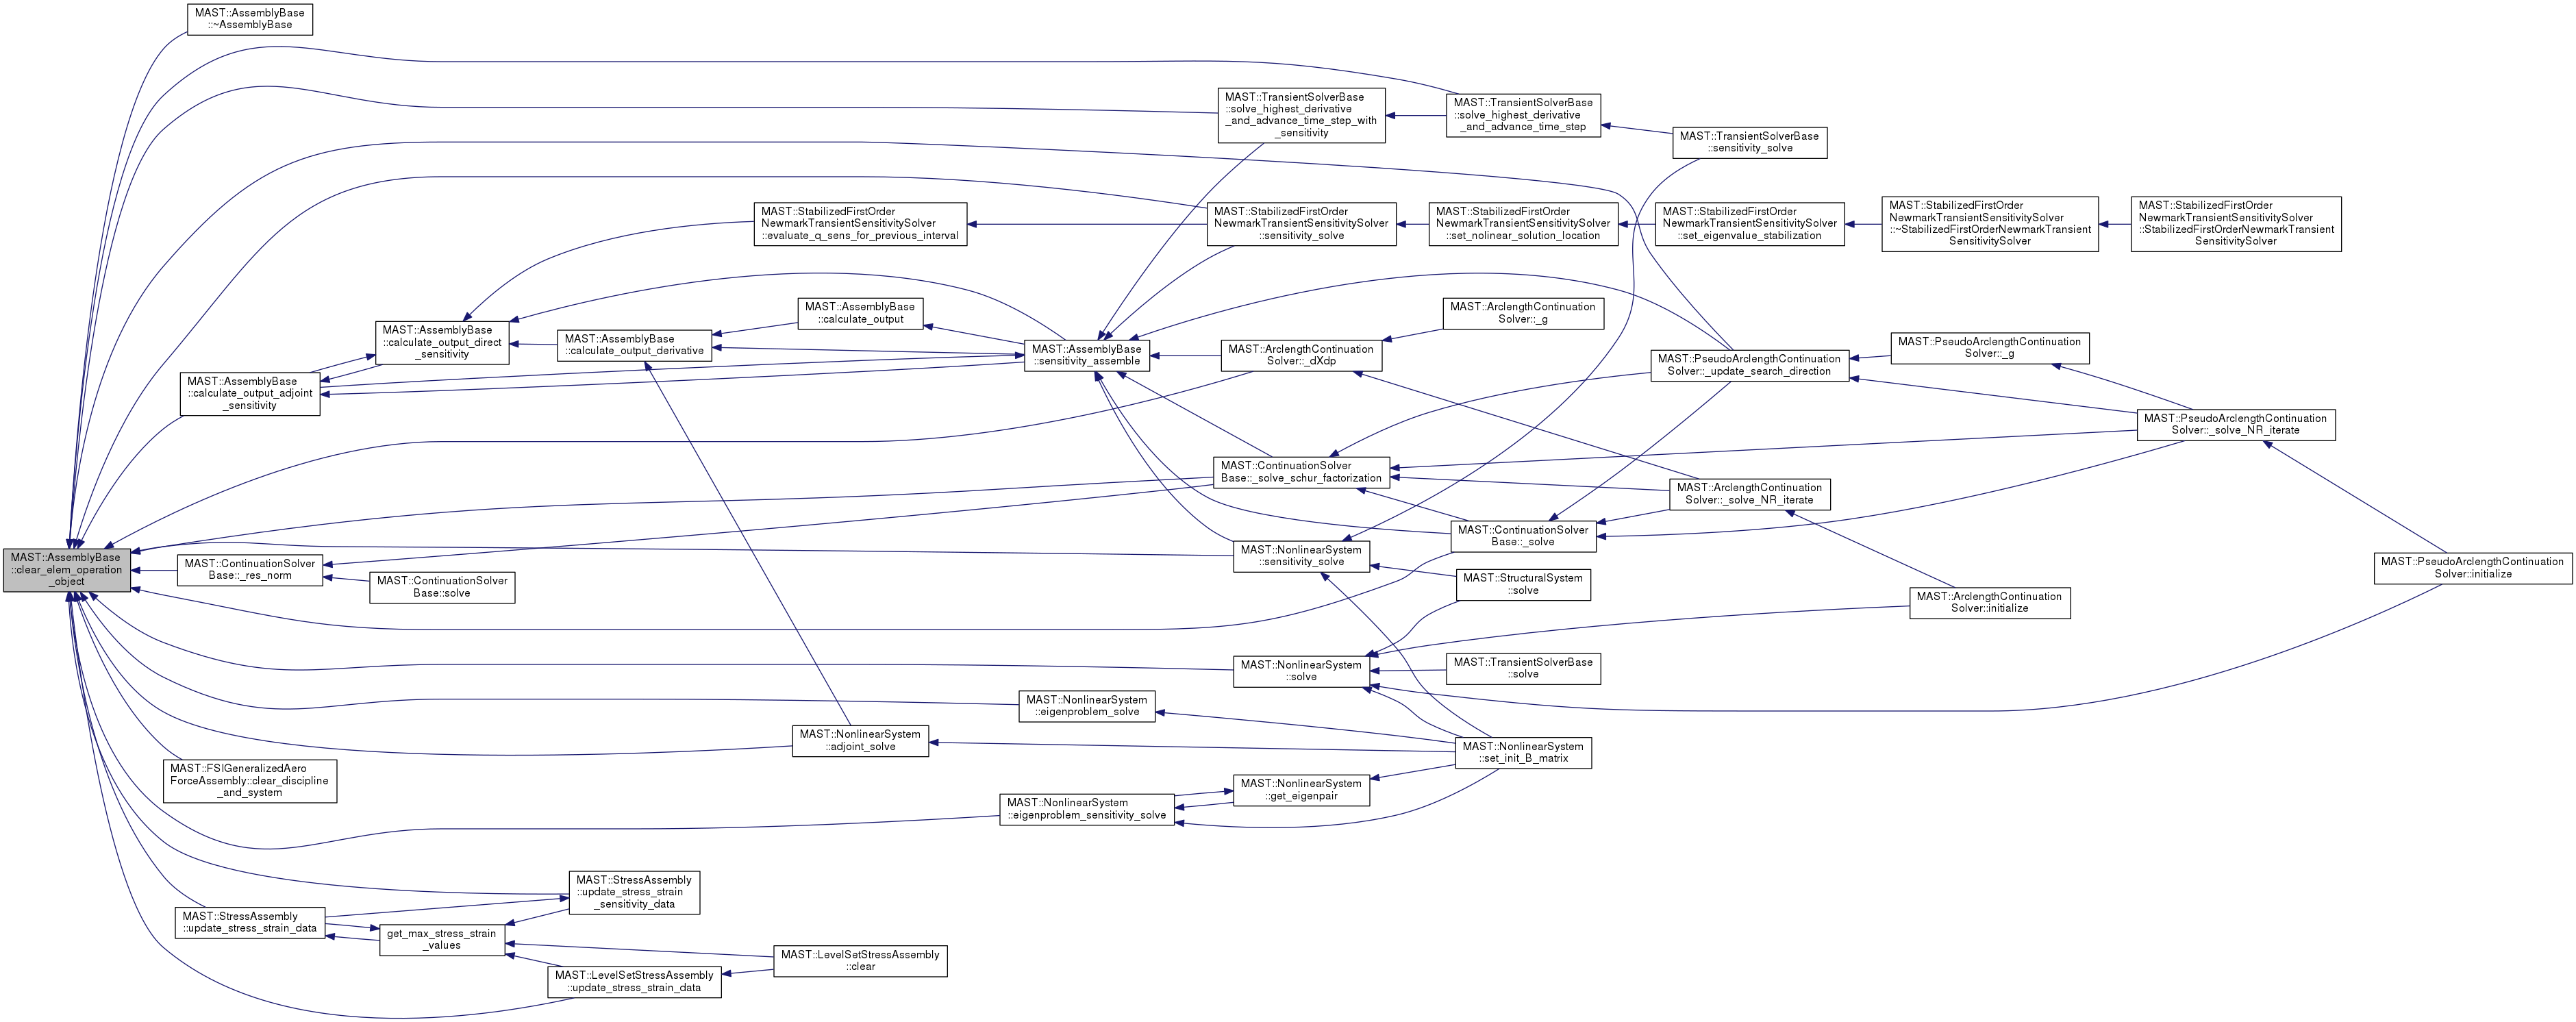 MAST::AssemblyBase
::~AssemblyBase
MAST::TransientSolverBase
::solve_highest_derivative
_and_advance_time_step_with
_sensitivity
MAST::TransientSolverBase
::solve_highest_derivative
_and_advance_time_step
MAST::TransientSolverBase
::sensitivity_solve
MAST::StabilizedFirstOrder
NewmarkTransientSensitivitySolver
::evaluate_q_sens_for_previous_interval
MAST::StabilizedFirstOrder
NewmarkTransientSensitivitySolver
::sensitivity_solve
MAST::StabilizedFirstOrder
NewmarkTransientSensitivitySolver
::set_nolinear_solution_location
MAST::StabilizedFirstOrder
NewmarkTransientSensitivitySolver
::set_eigenvalue_stabilization
MAST::StabilizedFirstOrder
NewmarkTransientSensitivitySolver
::~StabilizedFirstOrderNewmarkTransient
SensitivitySolver
MAST::StabilizedFirstOrder
NewmarkTransientSensitivitySolver
::StabilizedFirstOrderNewmarkTransient
SensitivitySolver
MAST::AssemblyBase
::calculate_output
MAST::ArclengthContinuation
Solver::_g
MAST::AssemblyBase
::calculate_output_direct
_sensitivity
MAST::AssemblyBase
::calculate_output_derivative
MAST::AssemblyBase
::sensitivity_assemble
MAST::ArclengthContinuation
Solver::_dXdp
MAST::PseudoArclengthContinuation
Solver::_update_search_direction
MAST::PseudoArclengthContinuation
Solver::_g
MAST::AssemblyBase
::calculate_output_adjoint
_sensitivity
MAST::PseudoArclengthContinuation
Solver::_solve_NR_iterate
MAST::ContinuationSolver
Base::_solve_schur_factorization
MAST::ArclengthContinuation
Solver::_solve_NR_iterate
MAST::ContinuationSolver
Base::_solve
MAST::AssemblyBase
::clear_elem_operation
_object
MAST::ContinuationSolver
Base::_res_norm
MAST::ContinuationSolver
Base::solve
MAST::NonlinearSystem
::sensitivity_solve
MAST::StructuralSystem
::solve
MAST::PseudoArclengthContinuation
Solver::initialize
MAST::ArclengthContinuation
Solver::initialize
MAST::NonlinearSystem
::solve
MAST::TransientSolverBase
::solve
MAST::NonlinearSystem
::eigenproblem_solve
MAST::NonlinearSystem
::adjoint_solve
MAST::NonlinearSystem
::set_init_B_matrix
MAST::FSIGeneralizedAero
ForceAssembly::clear_discipline
_and_system
MAST::NonlinearSystem
::get_eigenpair
MAST::NonlinearSystem
::eigenproblem_sensitivity_solve
MAST::StressAssembly
::update_stress_strain
_sensitivity_data
MAST::StressAssembly
::update_stress_strain_data
get_max_stress_strain
_values
MAST::LevelSetStressAssembly
::clear
MAST::LevelSetStressAssembly
::update_stress_strain_data